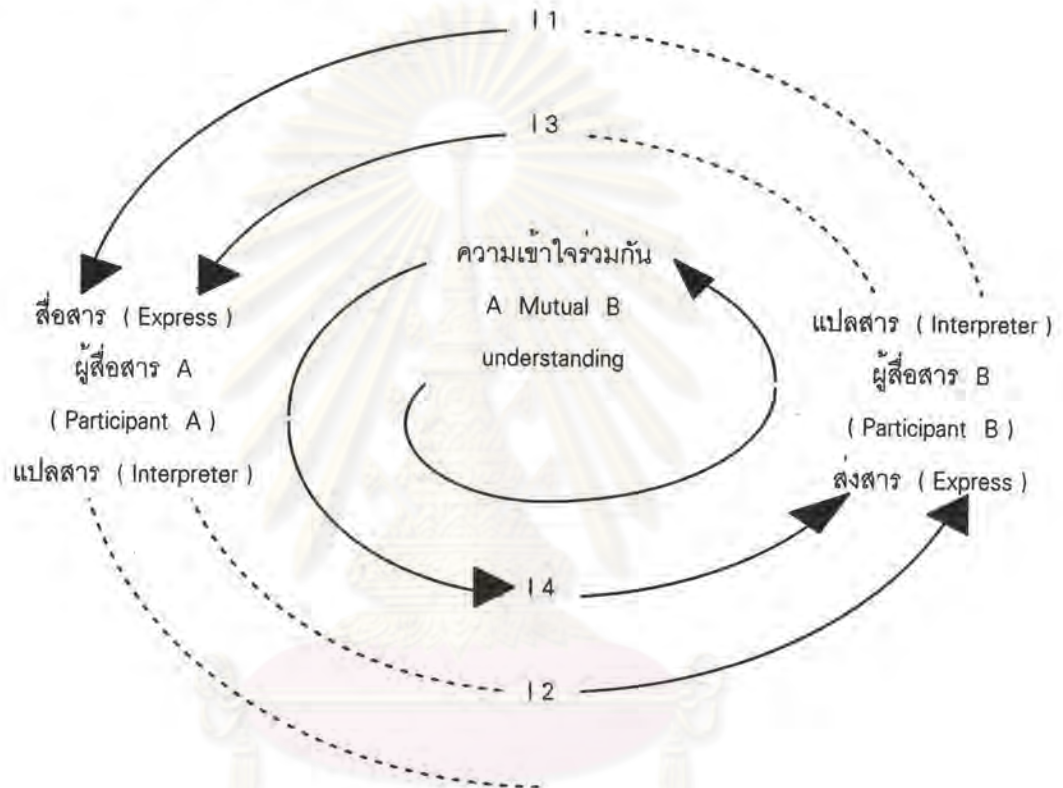 I 1
I 3
ความเข้าใจร่วมกัน
A Mutual B
understanding
สื่อสาร ( Express )
ผู้สื่อสาร A
( Participant A )
แปลสาร ( Interpreter )
แปลสาร ( Interpreter )
ผู้สื่อสาร B
( Participant B )
ส่งสาร ( Express )
I 4
I 2